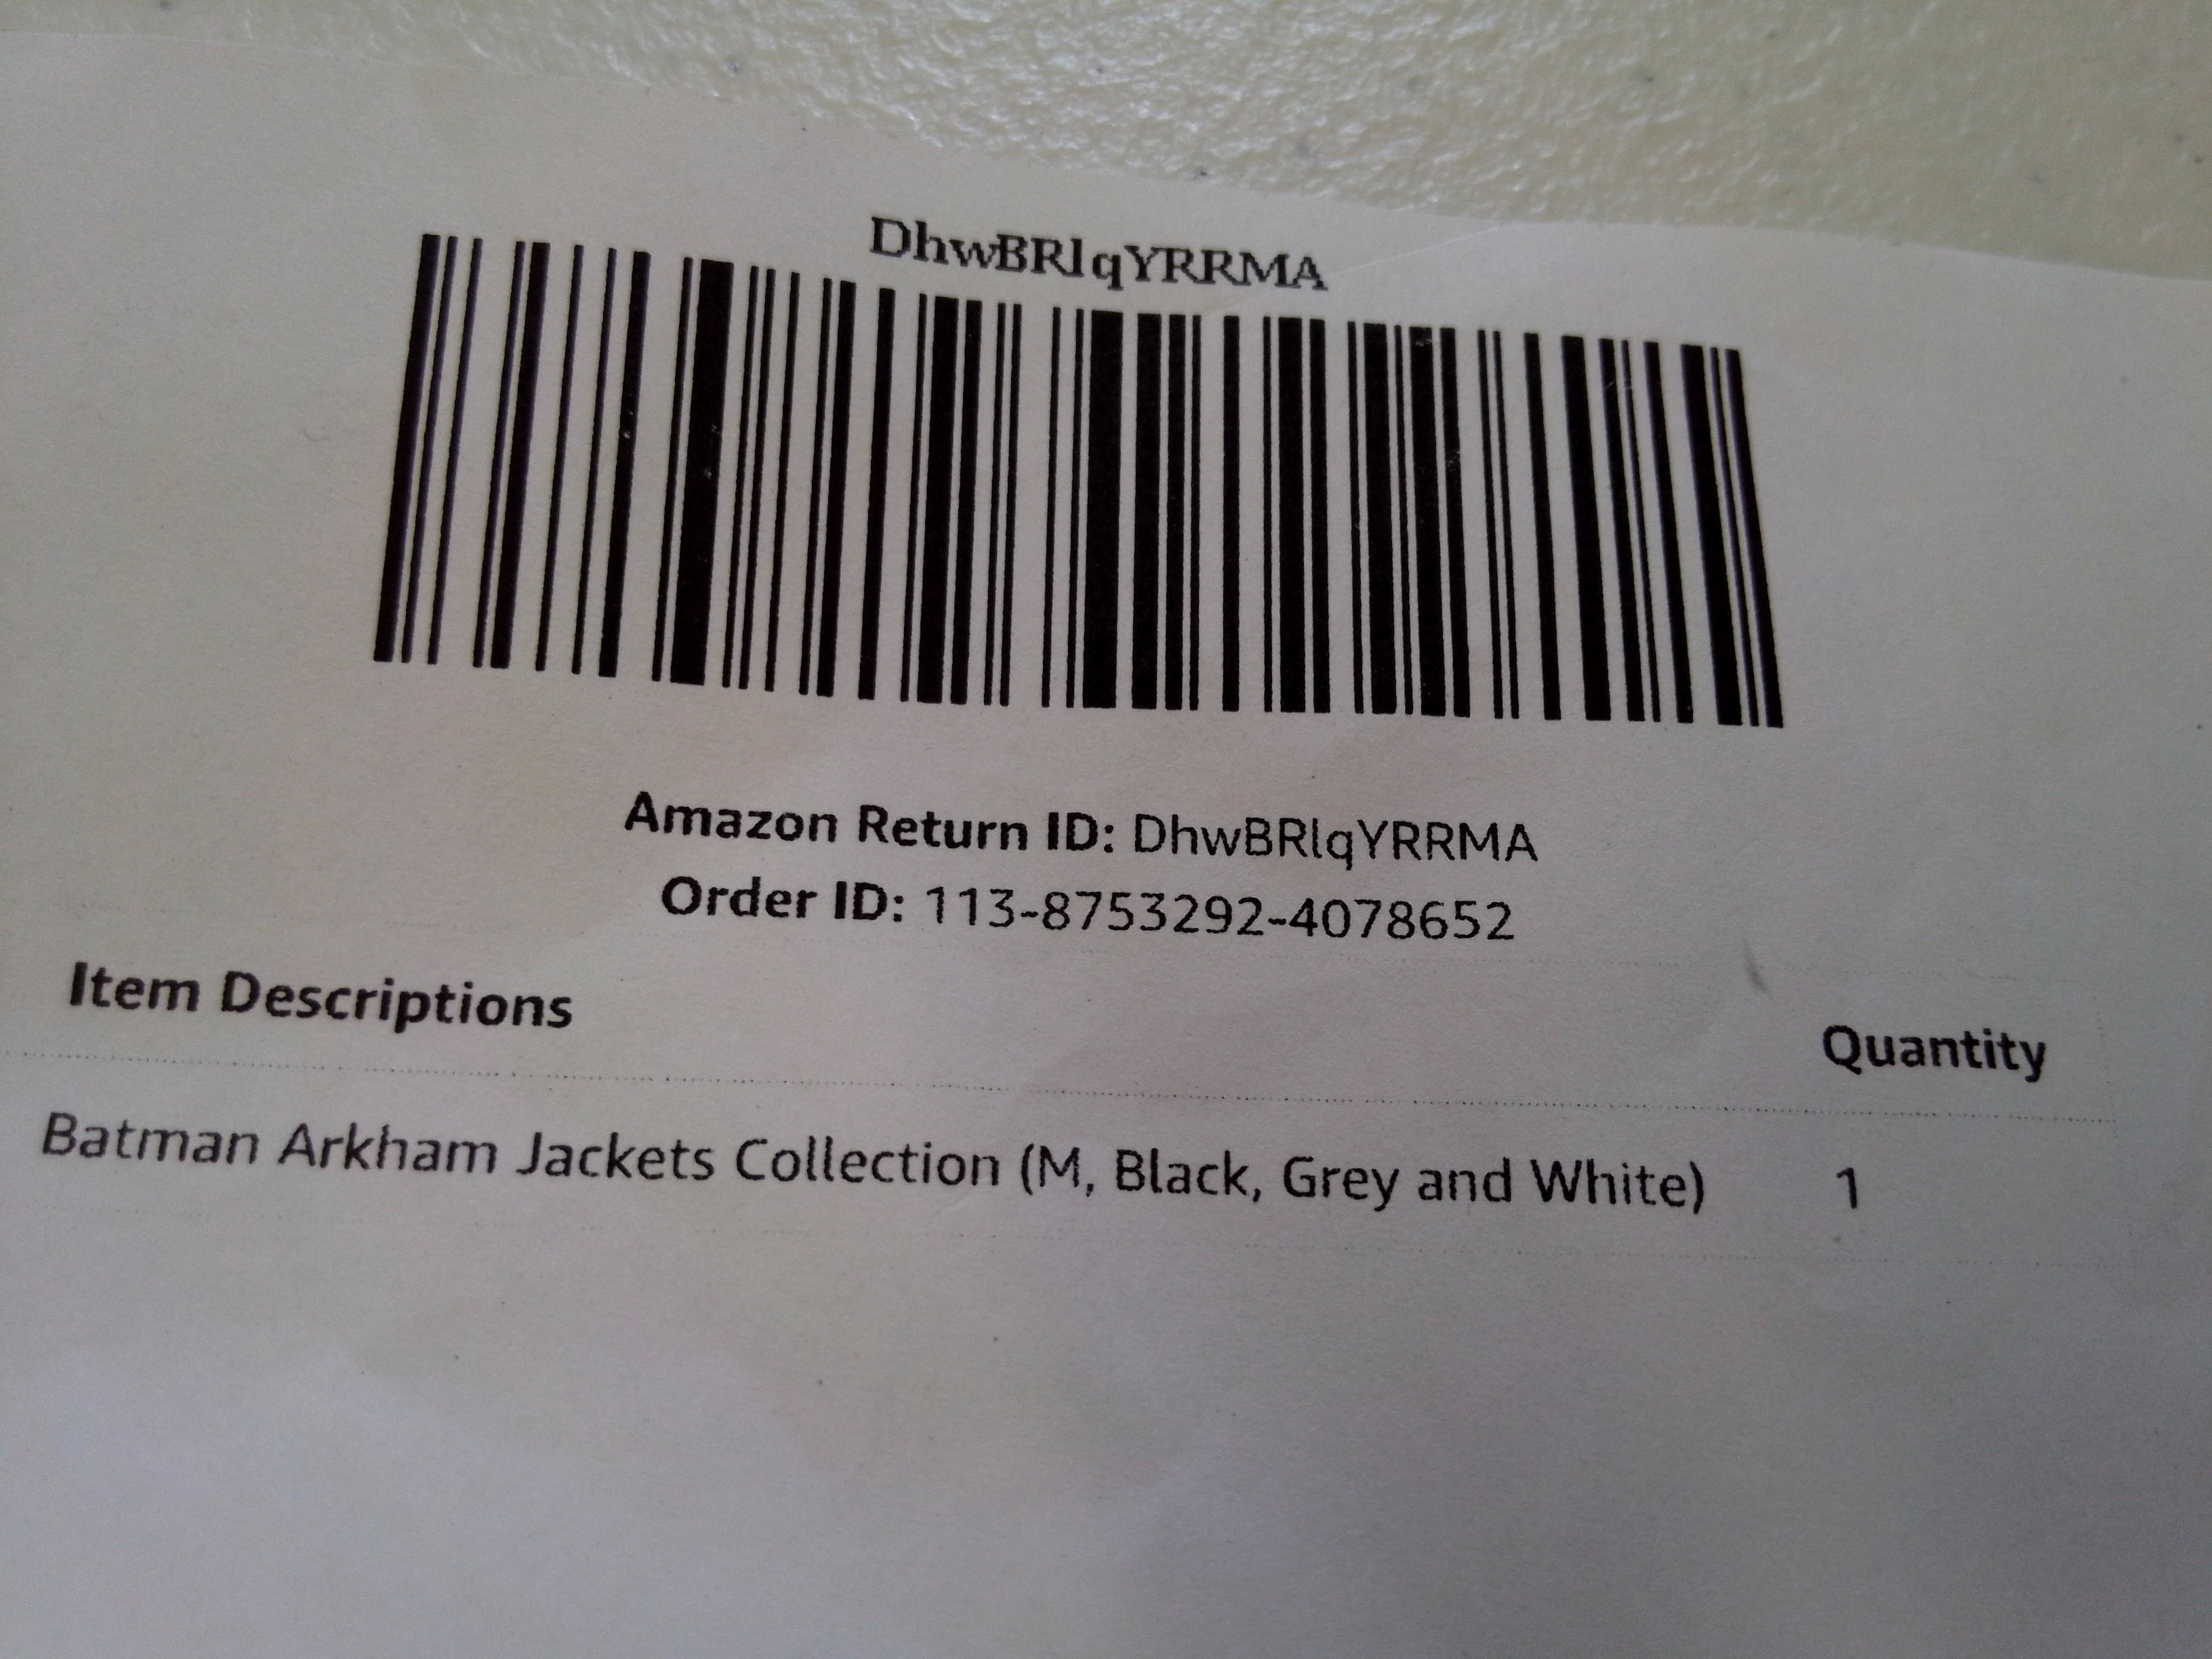 DhwBRlqYRRMA
Amazon Return ID: DhwBRlqYRRMA
Order ID: 113-8753292-4078652
Item Descriptions Quantity
Batman Arkham Jackets Collection (M, Black, Grey and White) 1